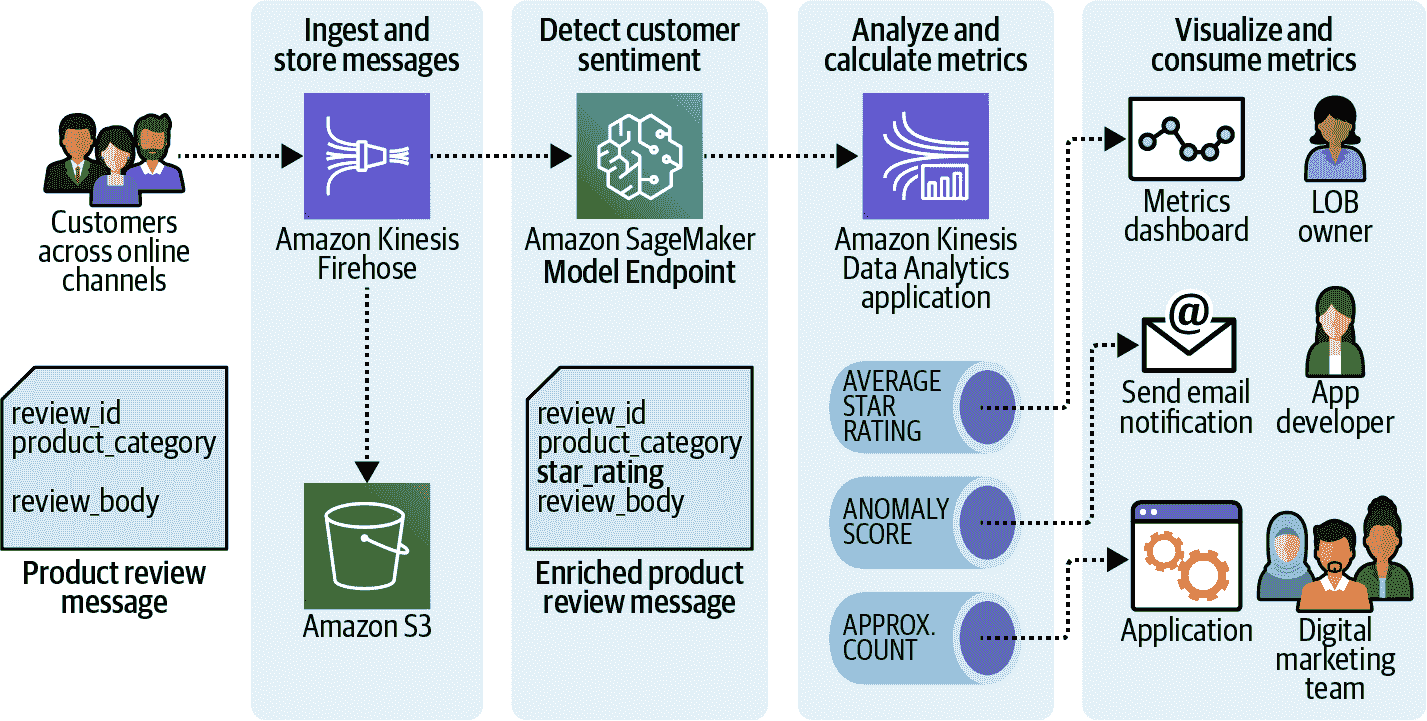 Ingest and
store messages
Detect customer
sentiment
Analyze and
calculate metrics
Visualize and
consume metrics
Customers
across online
channels
Amazon Kinesis
Firehose
Amazon SageMaker
Model Endpoint
Amazon Kinesis
Data Analytics
application
Metrics
dashboard
LOB
owner
review_id
product_category
review_body
Product review
message
Amazon S3
review_id
product_category
star_rating
review_body
Enriched product
review message
AVERAGE
STAR
RATING
ANOMALY
SCORE
APPROX.
COUNT
@
Send email
notification
App
developer
Application
Digital
marketing
team